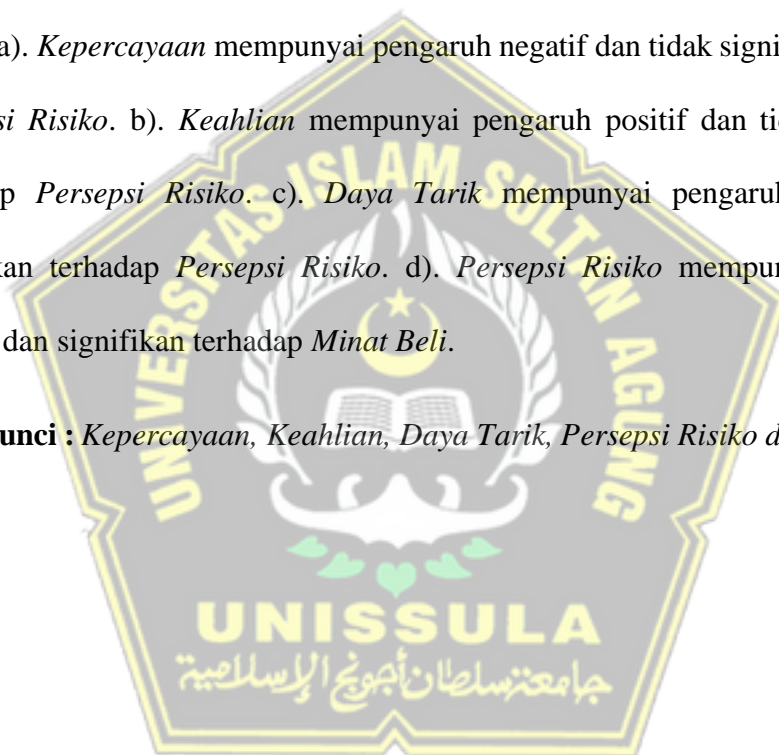 a). Kepercayaan mempunyai pengaruh negatif dan tidak signi
si Risiko. b). Keahlian mempunyai pengaruh positif dan ti
p Persepsi Risiko. c). Daya Tarik mempunyai pengaruh
kan terhadap Persepsi Risiko. d). Persepsi Risiko mempun
dan signifikan terhadap Minat Beli.
unci : Kepercayaan, Keahlian, Daya Tarik, Persepsi Risiko d
UNIVERSITAS ISLAM SULTAN AGUNG
UNISSULA
جامعة سلطان أجونج الإسلامية